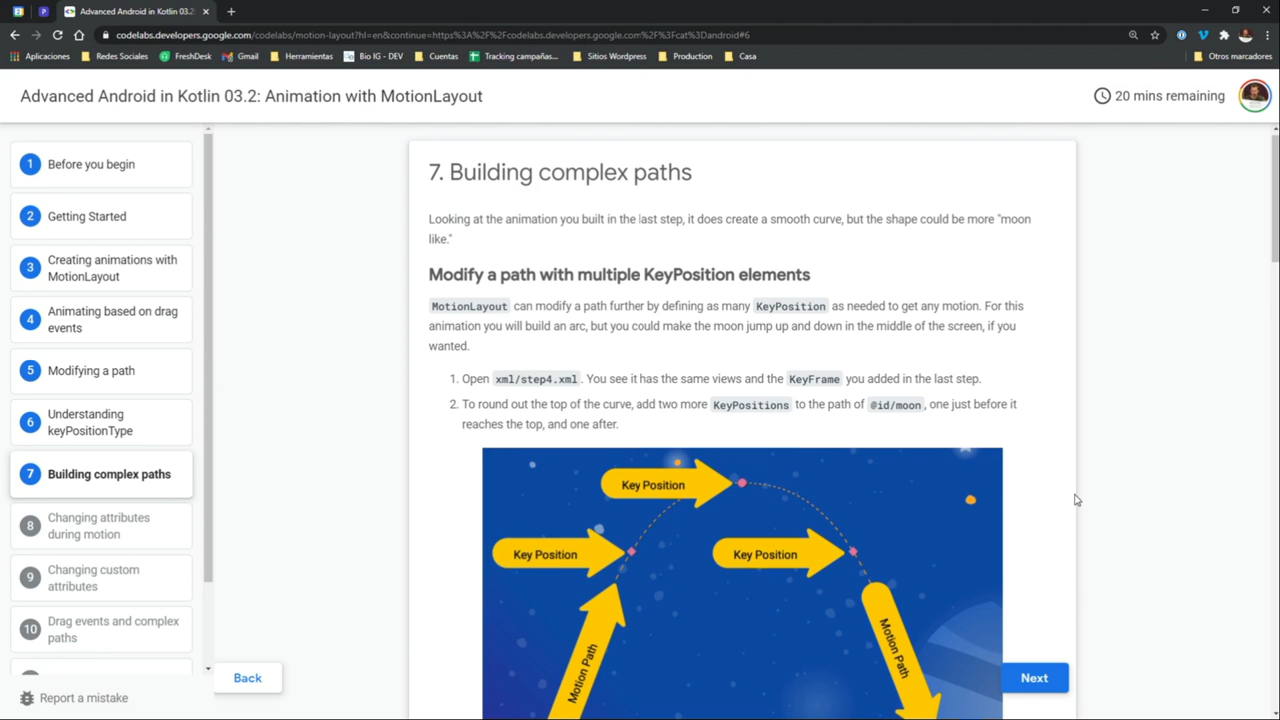 Advanced Android in Kotlin 03.2:
codelabs.developers.google.com/codelabs/motion-layout?hl=en&continue=https%3A%2F%2Fcodelabs.developers.google.com%2F%3Fcat%3Dandroid#6
Aplicaciones
Redes Sociales
FreshDesk
Gmail
Herramientas
Bio IG - DEV
Cuentas
Tracking campañas...
Sitios Wordpress
Production
Casa
Otros marcadores
Advanced Android in Kotlin 03.2: Animation with MotionLayout
20 mins remaining
1 Before you begin
2 Getting Started
3 Creating animations with
MotionLayout
4 Animating based on drag
events
5 Modifying a path
6 Understanding
keyPositionType
7 Building complex paths
8 Changing attributes
during motion
9 Changing custom
attributes
10 Drag events and complex
paths
Report a mistake
7. Building complex paths
Looking at the animation you built in the last step, it does create a smooth curve, but the shape could be more "moon
like."
Modify a path with multiple KeyPosition elements
MotionLayout can modify a path further by defining as many KeyPosition as needed to get any motion. For this
animation you will build an arc, but you could make the moon jump up and down in the middle of the screen, if you
wanted.
1. Open xml/step4.xml. You see it has the same views and the KeyFrame you added in the last step.
2. To round out the top of the curve, add two more KeyPositions to the path of @id/moon, one just before it
reaches the top, and one after.
Key Position
Key Position
Key Position
Motion Path
Motion Path
Back
Next